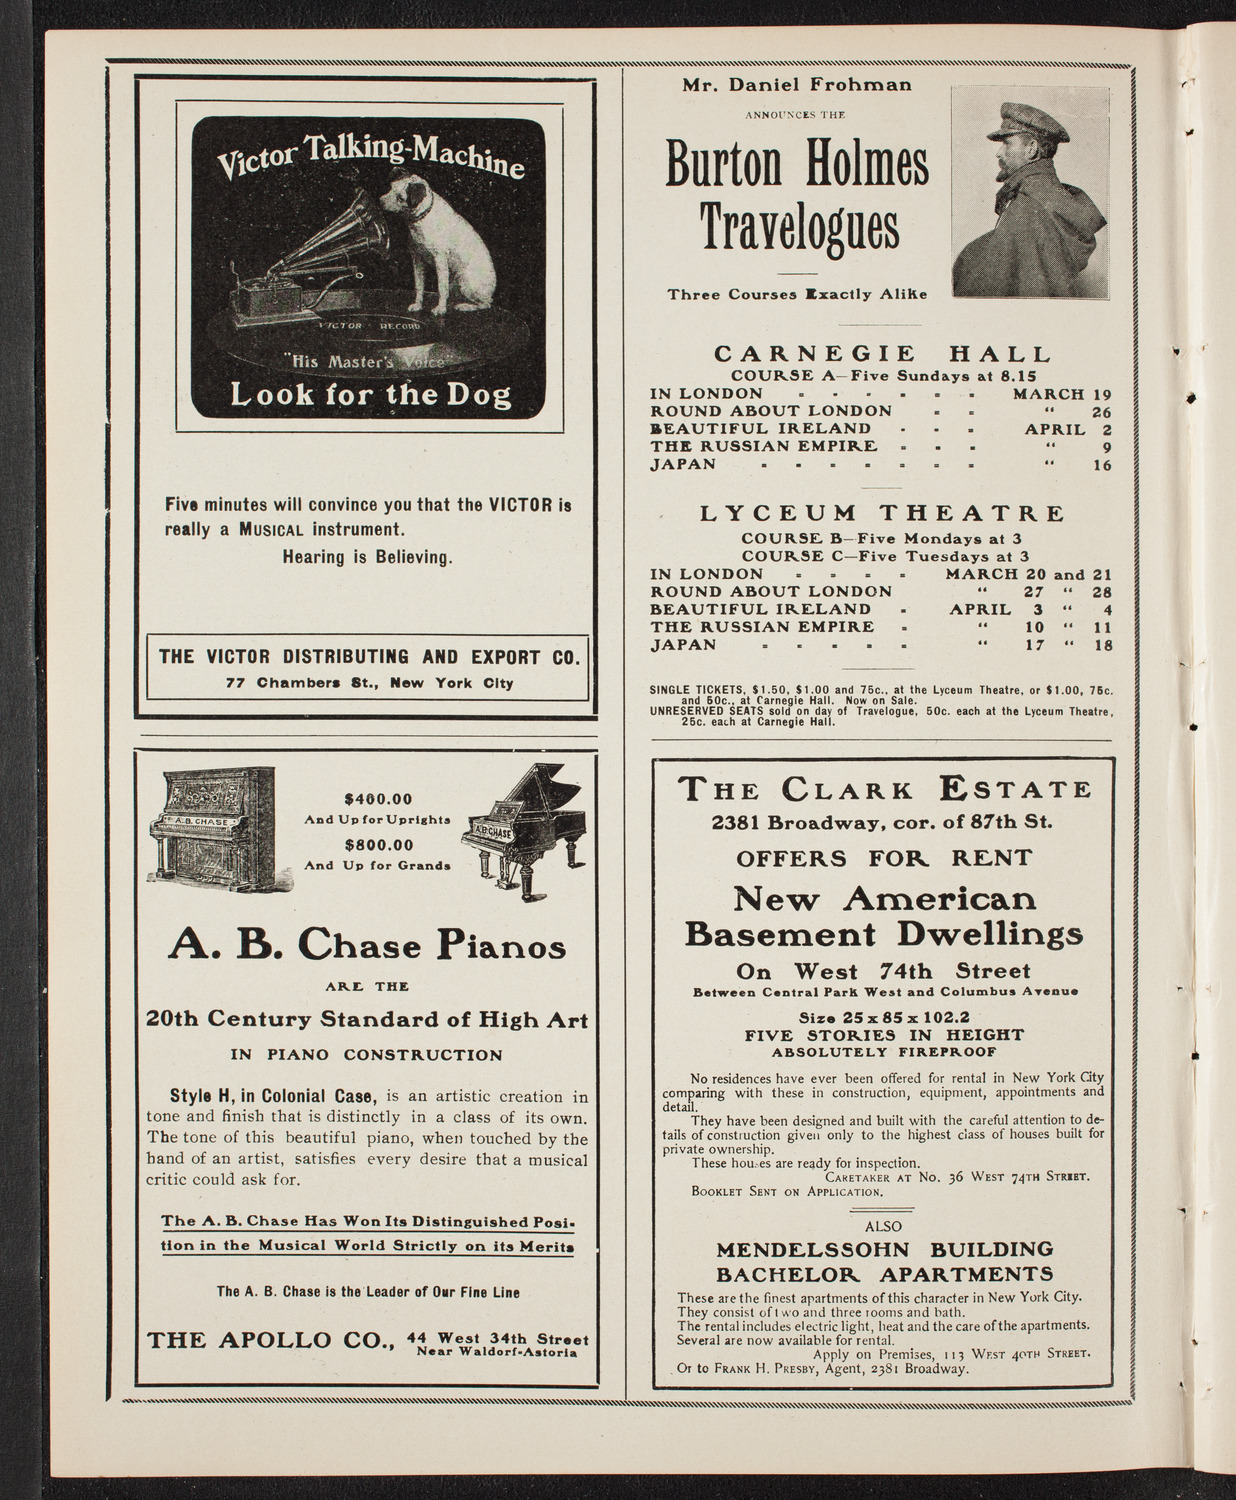 Victor Talking-Machine
VICTOR RECORD
"His Master's Voice"
Look for the Dog
Five minutes will convince you that the VICTOR is
really a MUSICAL instrument.
Hearing is Believing.
THE VICTOR DISTRIBUTING AND EXPORT CO.
77 Chambers St., New York City
A.B. CHASE
$460.00
And Up for Uprights
$800.00
And Up for Grands
A.B.CHASE
A. B. Chase Pianos
ARE THE
20th Century Standard of High Art
IN PIANO CONSTRUCTION
Style H, in Colonial Case, is an artistic creation in
tone and finish that is distinctly in a class of its own.
The tone of this beautiful piano, when touched by the
hand of an artist, satisfies every desire that a musical
critic could ask for.
The A. B. Chase Has Won Its Distinguished Posi-
tion in the Musical World Strictly on its Merits
The A. B. Chase is the Leader of Our Fine Line
THE APOLLO CO., 44 West 34th Street
Near Waldorf-Astoria
Mr. Daniel Frohman
ANNOUNCES THE
Burton Holmes
Travelogues
Three Courses Exactly Alike
CARNEGIE HALL
COURSE A—Five Sundays at 8.15
IN LONDON - - - - - - MARCH 19
ROUND ABOUT LONDON - - - " 26
BEAUTIFUL IRELAND - - - APRIL 2
THE RUSSIAN EMPIRE - - - " 9
JAPAN - - - - - - - " 16
LYCEUM THEATRE
COURSE B—Five Mondays at 3
COURSE C—Five Tuesdays at 3
IN LONDON - - - - MARCH 20 and 21
ROUND ABOUT LONDON " 27 " 28
BEAUTIFUL IRELAND - APRIL 3 " 4
THE RUSSIAN EMPIRE - " 10 " 11
JAPAN - - - - - " 17 " 18
SINGLE TICKETS, $1.50, $1.00 and 75c., at the Lyceum Theatre, or $1.00, 75c.
and 50c., at Carnegie Hall. Now on Sale.
UNRESERVED SEATS sold on day of Travelogue, 50c. each at the Lyceum Theatre,
25c. each at Carnegie Hall.
THE CLARK ESTATE
2381 Broadway, cor. of 87th St.
OFFERS FOR RENT
New American
Basement Dwellings
On West 74th Street
Between Central Park West and Columbus Avenue
Size 25 x 85 x 102.2
FIVE STORIES IN HEIGHT
ABSOLUTELY FIREPROOF
No residences have ever been offered for rental in New York City
comparing with these in construction, equipment, appointments and
detail.
They have been designed and built with the careful attention to de-
tails of construction given only to the highest class of houses built for
private ownership.
These houses are ready for inspection.
CARETAKER AT No. 36 WEST 74TH STREET.
BOOKLET SENT ON APPLICATION.
ALSO
MENDELSSOHN BUILDING
BACHELOR APARTMENTS
These are the finest apartments of this character in New York City.
They consist of two and three rooms and bath.
The rental includes electric light, heat and the care of the apartments.
Several are now available for rental.
Apply on Premises, 113 WEST 40TH STREET.
Or to FRANK H. PRESBY, Agent, 2381 Broadway.